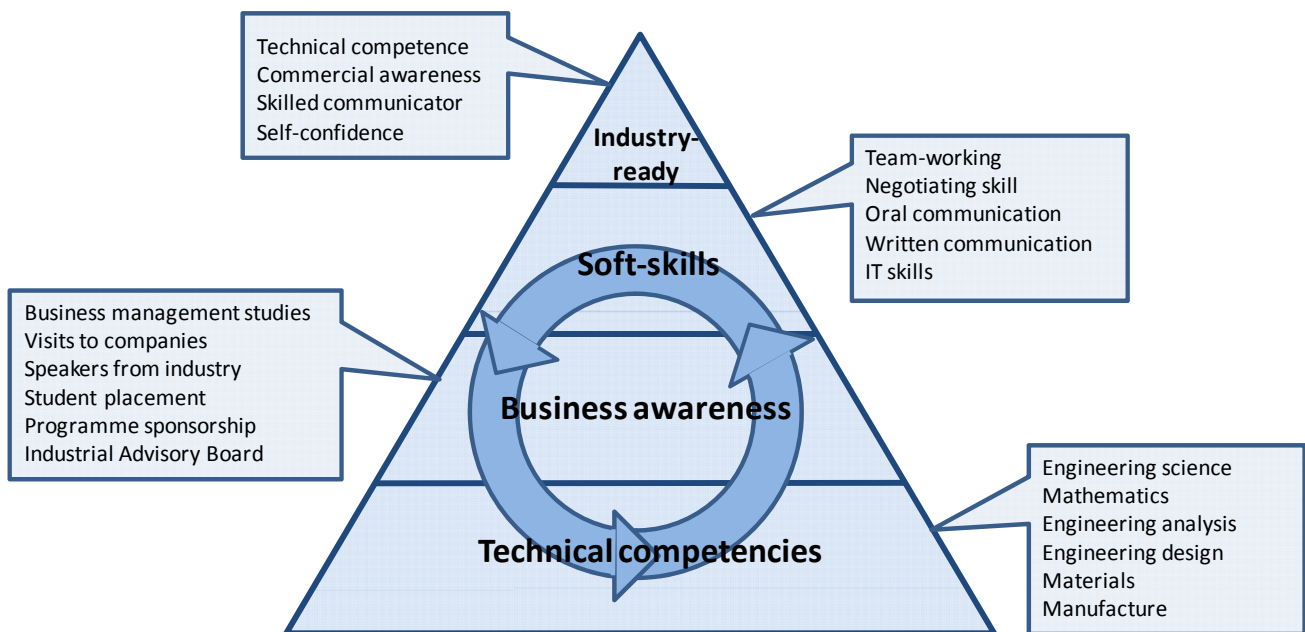 Technical competence
Commercial awareness
Skilled communicator
Self-confidence
Industry-
ready
Team-working
Negotiating skill
Oral communication
Written communication
IT skills
Soft-skills
Business management studies
Visits to companies
Speakers from industry
Student placement
Programme sponsorship
Industrial Advisory Board
Business awareness
Engineering science
Mathematics
Engineering analysis
Engineering design
Materials
Manufacture
Technical competencies